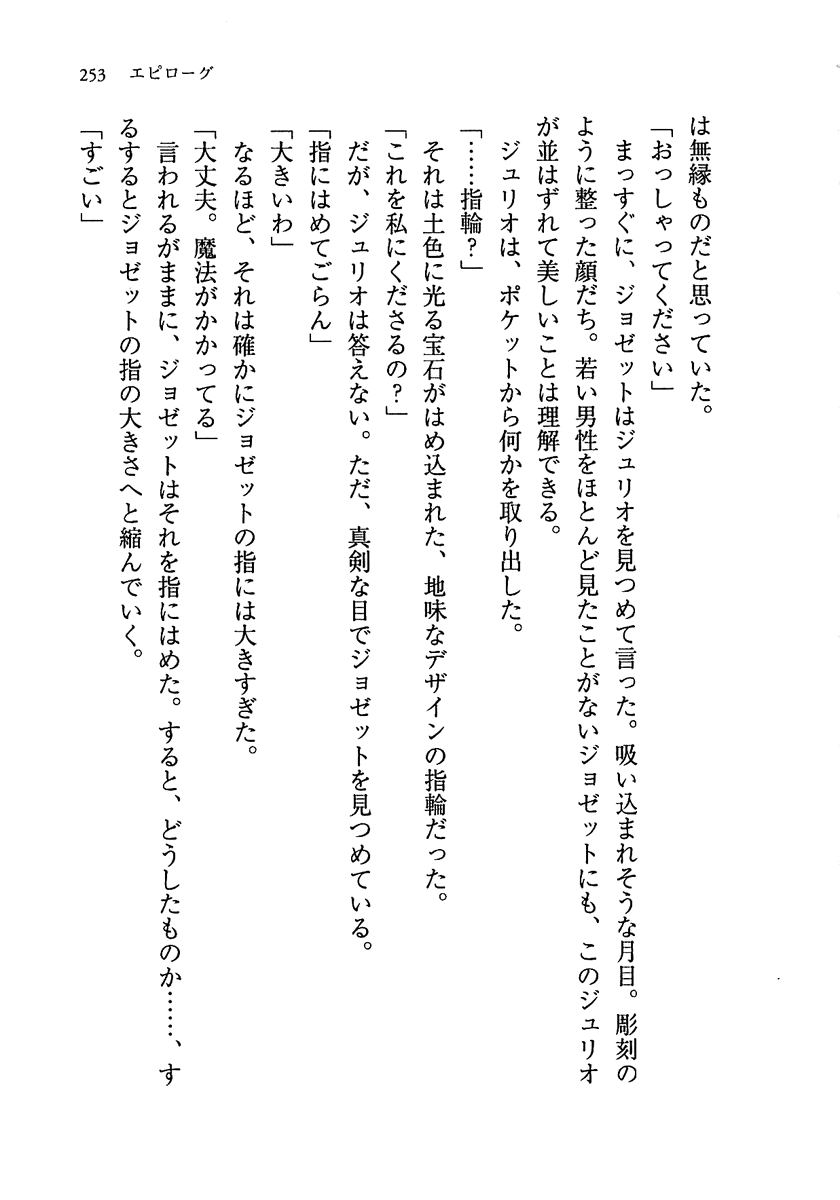 253 エピローグ
は無縁ものだと思っていた。
「おっしゃってください」
まっすぐに、ジョゼットはジュリオを見つめて言った。吸い込まれそうな月目。彫刻の
ように整った顔だち。若い男性をほとんど見たことがないジョゼットにも、このジュリオ
が並はずれて美しいことは理解できる。
ジュリオは、ポケットから何かを取り出した。
「……指輪？」
それは土色に光る宝石がはめ込まれた、地味なデザインの指輪だった。
「これを私にくださるの？」
だが、ジュリオは答えない。ただ、真剣な目でジョゼットを見つめている。
「指にはめてごらん」
「大きいわ」
なるほど、それは確かにジョゼットの指には大きすぎた。
「大丈夫。魔法がかかってる」
言われるがままに、ジョゼットはそれを指にはめた。すると、どうしたものか……、す
るするとジョゼットの指の大きさへと縮んでいく。
「すごい」